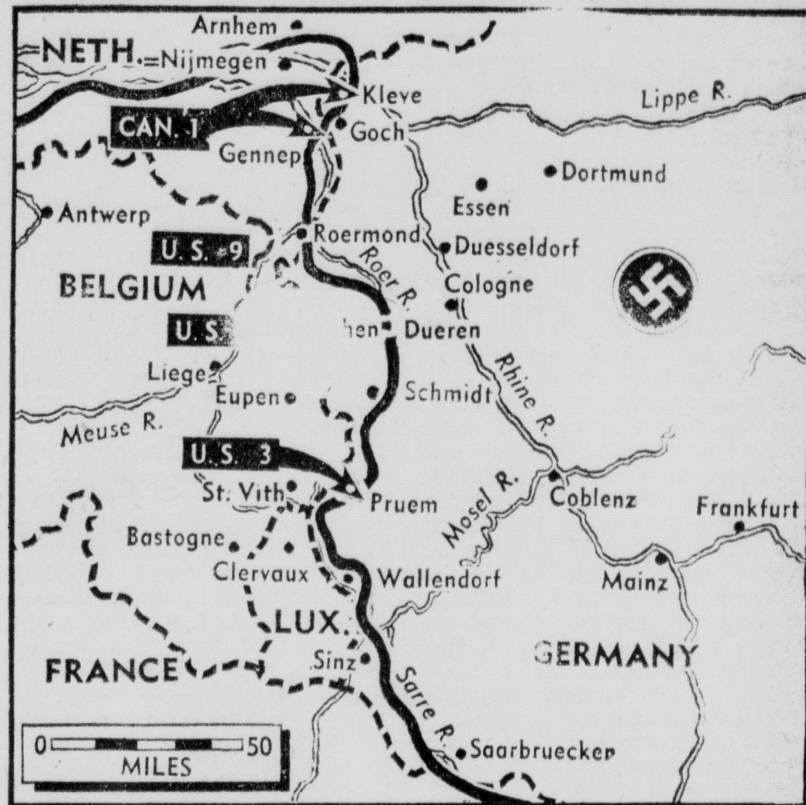 Arnhem
NETH.
Nijmegen
Kleve
Lippe R.
CAN. 1
Goch
Gennep
Dortmund
Essen
Antwerp
Roermond
Duesseldorf
U. S. 9
Roer R.
BELGIUM
Cologne
U. S.
hen
Dueren
Liege
Rhine R.
Eupen
Schmidt
Meuse R.
U. S. 3
St. Vith
Pruem
Mosel R.
Coblenz
Frankfurt
Bastogne
Clervaux
Wallendorf
Mainz
LUX.
GERMANY
FRANCE
Sinz
Sarre R.
0 50
MILES
Saarbruecken